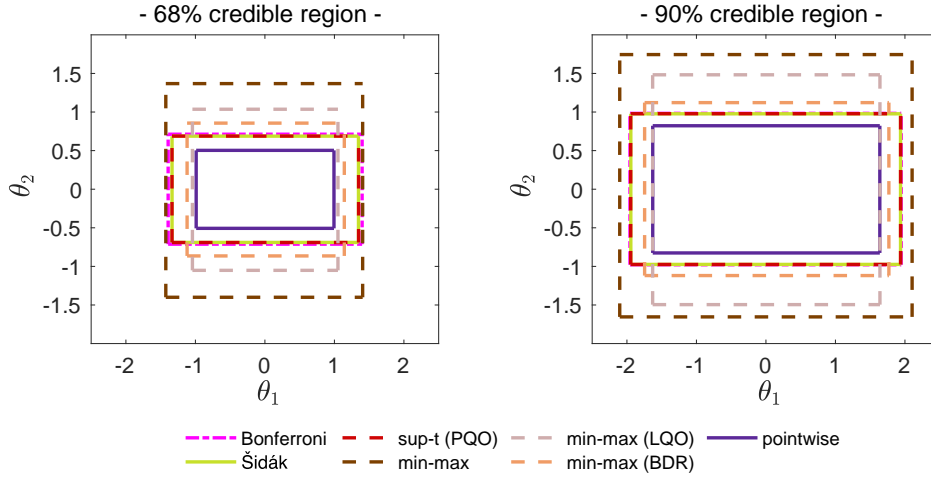 - 68% credible region -
1.5
1
0.5
0
-0.5
-1
-1.5
θ2
-2
-1
0
1
2
θ1
- 90% credible region -
1.5
1
0.5
0
-0.5
-1
-1.5
θ2
-2
-1
0
1
2
θ1
Bonferroni
sup-t (PQO)
min-max (LQO)
pointwise
Šidák
min-max
min-max (BDR)